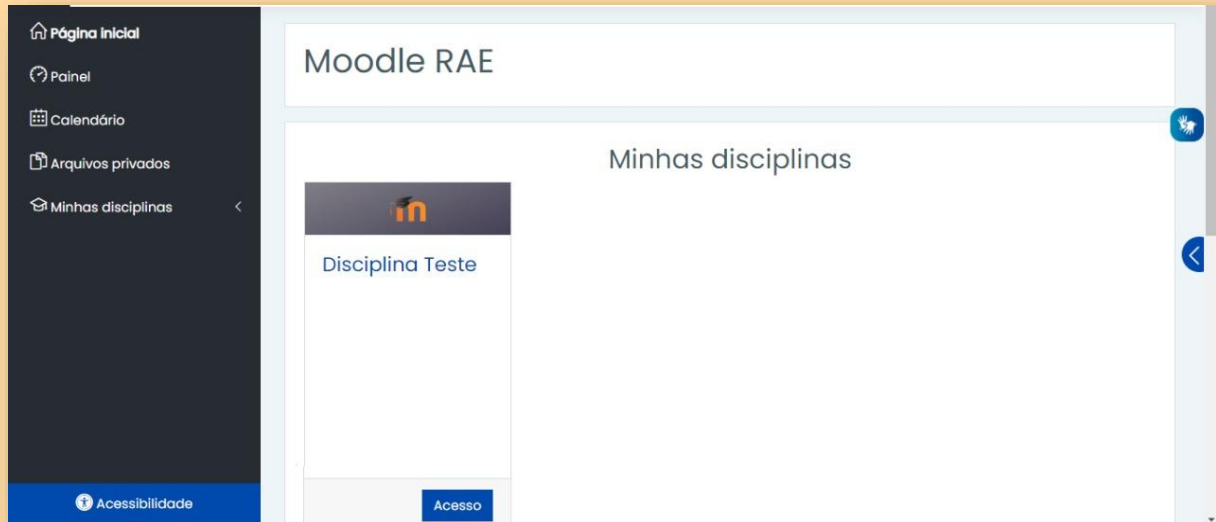 Página inicial
Painel
Calendário
Arquivos privados
Minhas disciplinas
Acessibilidade
Moodle RAE
Minhas disciplinas
m
Disciplina Teste
Acesso